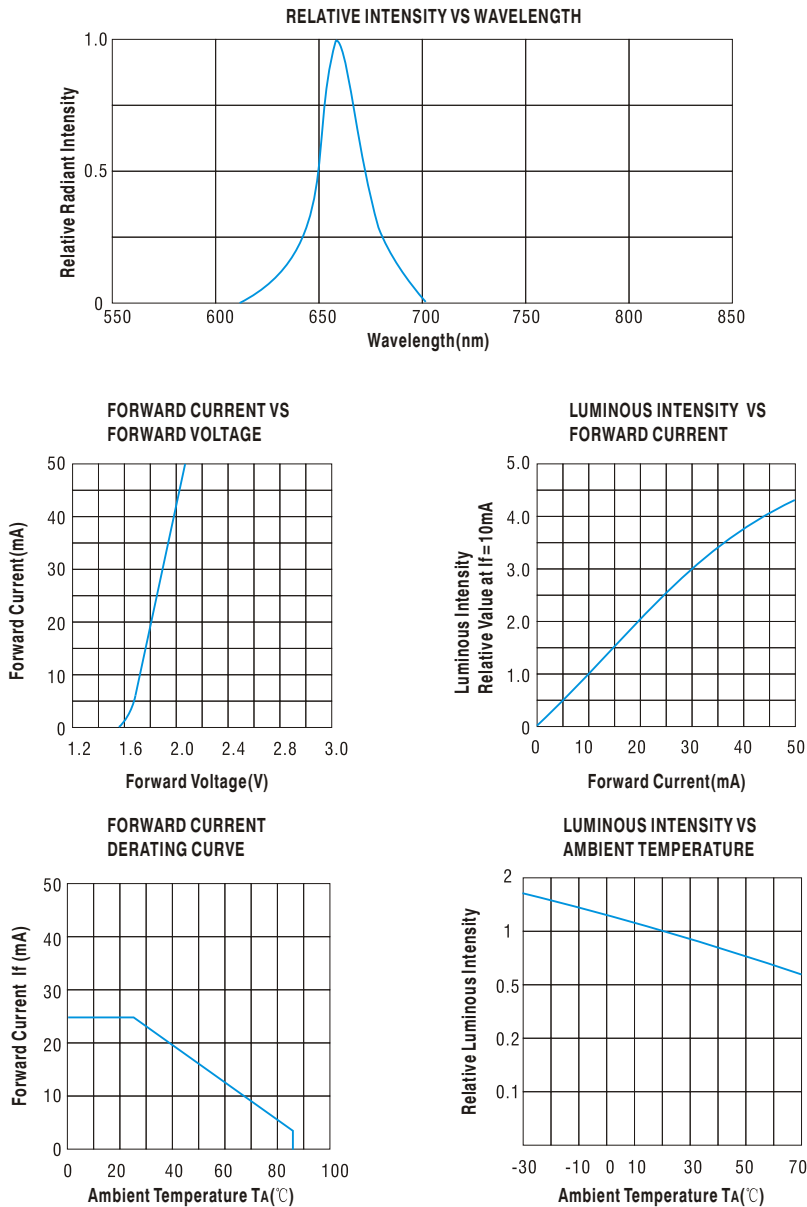 RELATIVE INTENSITY VS WAVELENGTH
1.0
0.5
0
Relative Radiant Intensity
550 600 650 700 750 800 850
Wavelength(nm)
FORWARD CURRENT VS
FORWARD VOLTAGE
50
40
30
20
10
0
Forward Current(mA)
1.2 1.6 2.0 2.4 2.8 3.0
Forward Voltage(V)
LUMINOUS INTENSITY VS
FORWARD CURRENT
5.0
4.0
3.0
2.0
1.0
0
Luminous Intensity
Relative Value at If=10mA
0 10 20 30 40 50
Forward Current(mA)
FORWARD CURRENT
DERATING CURVE
50
40
30
20
10
0
Forward Current If (mA)
0 20 40 60 80 100
Ambient Temperature TA(℃)
LUMINOUS INTENSITY VS
AMBIENT TEMPERATURE
2
1
0.5
0.2
0.1
Relative Luminous Intensity
-30 -10 0 10 30 50 70
Ambient Temperature TA(℃)